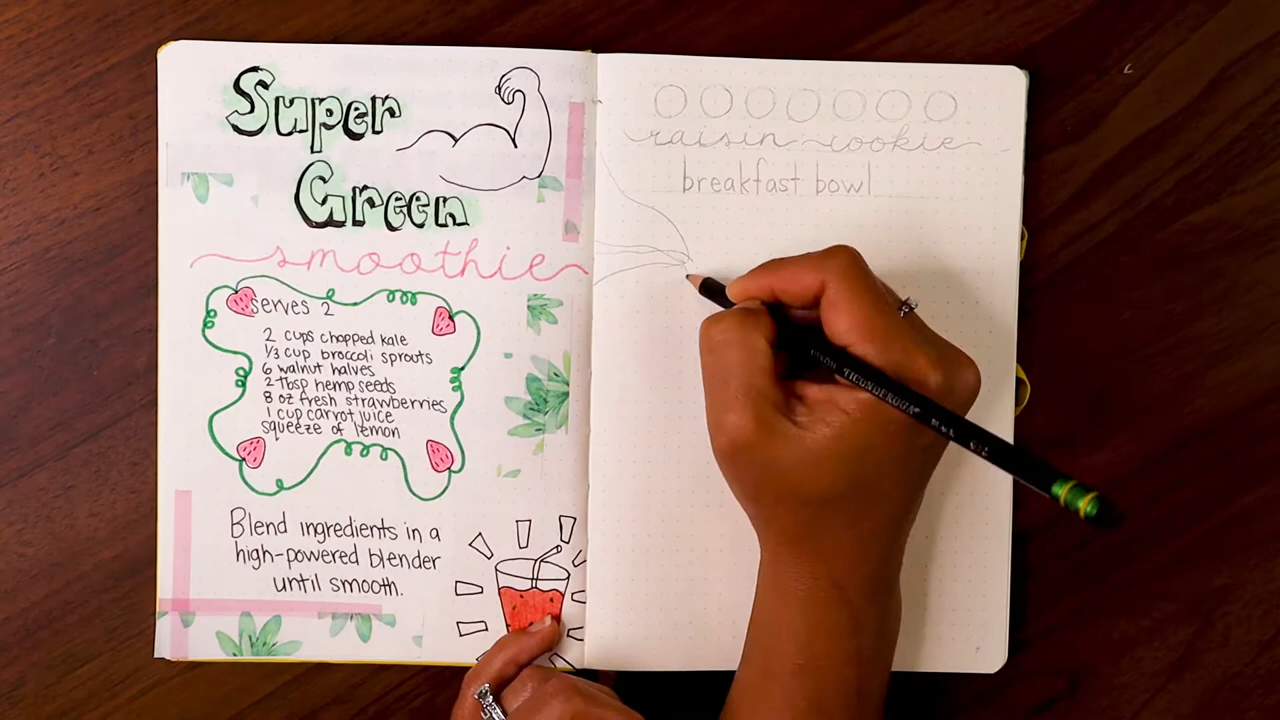 Super
Green
smoothie
serves 2
2 cups chopped kale
1/3 cup broccoli sprouts
6 walnut halves
2 tbsp hemp seeds
8 oz fresh strawberries
1 cup carrot juice
squeeze of lemon
Blend ingredients in a
high-powered blender
until smooth.
raisin cookie
breakfast bowl
TICONDEROGA